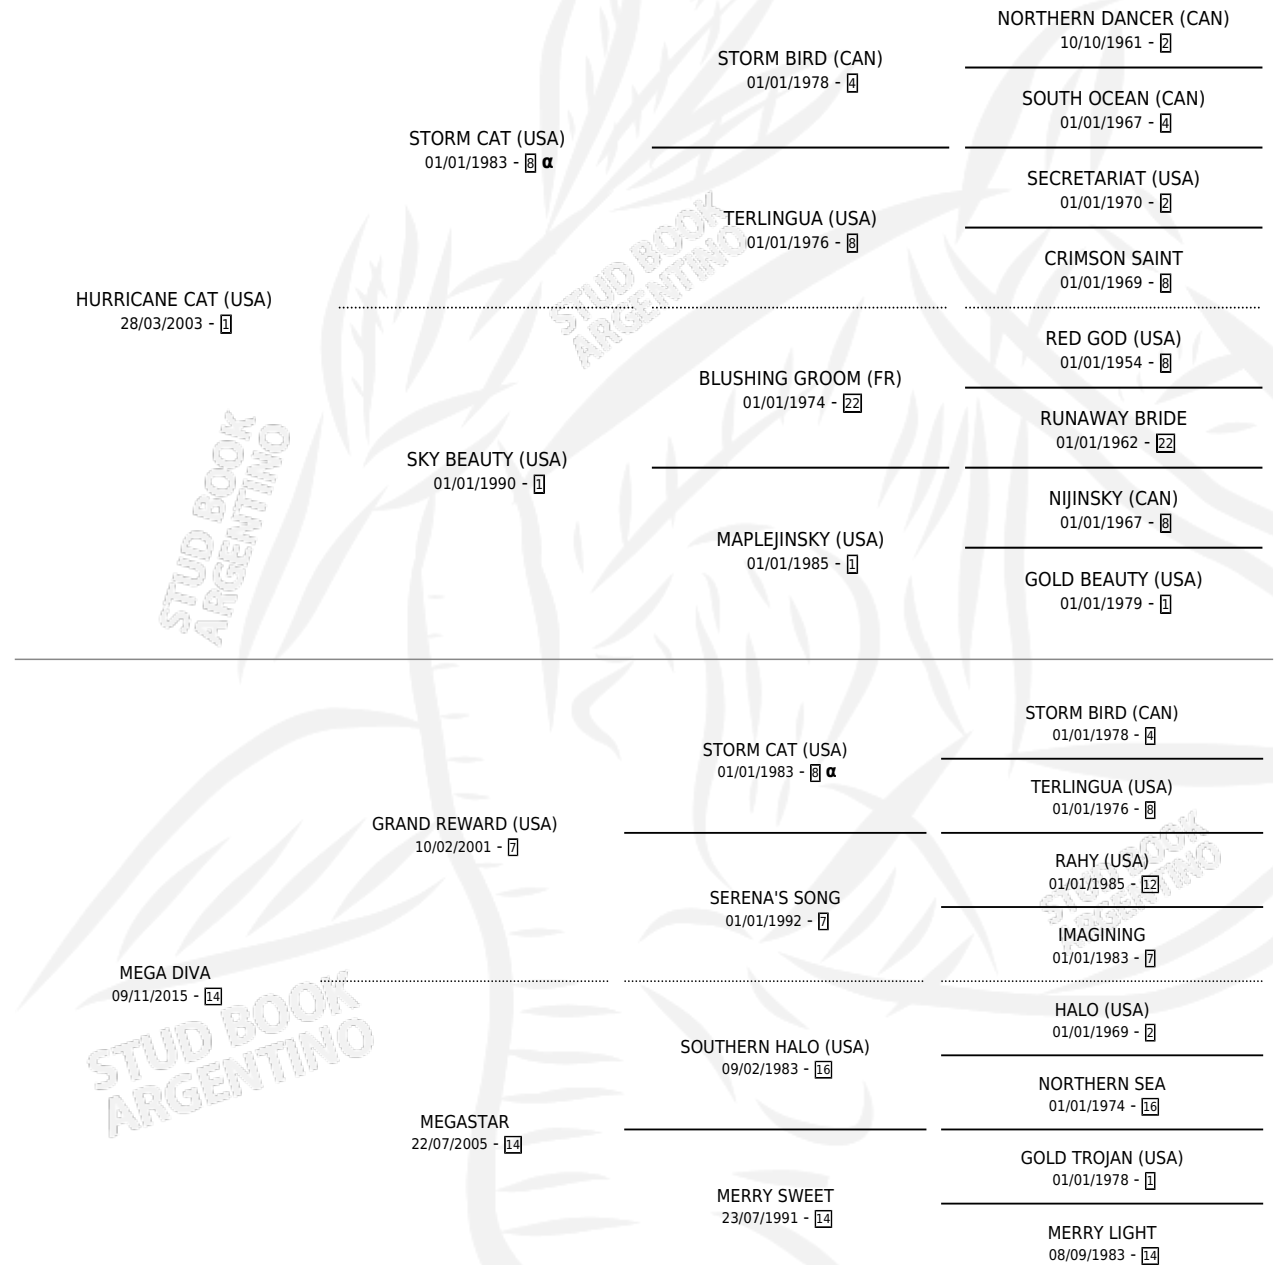 HURRICANE CAT (USA)
28/03/2003 - 1
STORM CAT (USA)
01/01/1983 - 8 α
SKY BEAUTY (USA)
01/01/1990 - 1
STORM BIRD (CAN)
01/01/1978 - 4
TERLINGUA (USA)
01/01/1976 - 8
BLUSHING GROOM (FR)
01/01/1974 - 22
MAPLEJINSKY (USA)
01/01/1985 - 1
NORTHERN DANCER (CAN)
10/10/1961 - 2
SOUTH OCEAN (CAN)
01/01/1967 - 4
SECRETARIAT (USA)
01/01/1970 - 2
CRIMSON SAINT
01/01/1969 - 8
RED GOD (USA)
01/01/1954 - 8
RUNAWAY BRIDE
01/01/1962 - 22
NIJINSKY (CAN)
01/01/1967 - 8
GOLD BEAUTY (USA)
01/01/1979 - 1
STUD BOOK
ARGENTINO
STUD BOOK
ARGENTINO
MEGA DIVA
09/11/2015 - 14
GRAND REWARD (USA)
10/02/2001 - 7
MEGASTAR
22/07/2005 - 14
STORM CAT (USA)
01/01/1983 - 8 α
SERENA'S SONG
01/01/1992 - 7
SOUTHERN HALO (USA)
09/02/1983 - 16
MERRY SWEET
23/07/1991 - 14
STORM BIRD (CAN)
01/01/1978 - 4
TERLINGUA (USA)
01/01/1976 - 8
RAHY (USA)
01/01/1985 - 12
IMAGINING
01/01/1983 - 7
HALO (USA)
01/01/1969 - 2
NORTHERN SEA
01/01/1974 - 16
GOLD TROJAN (USA)
01/01/1978 - 1
MERRY LIGHT
08/09/1983 - 14
STUD BOOK
ARGENTINO
STUD BOOK
ARGENTINO